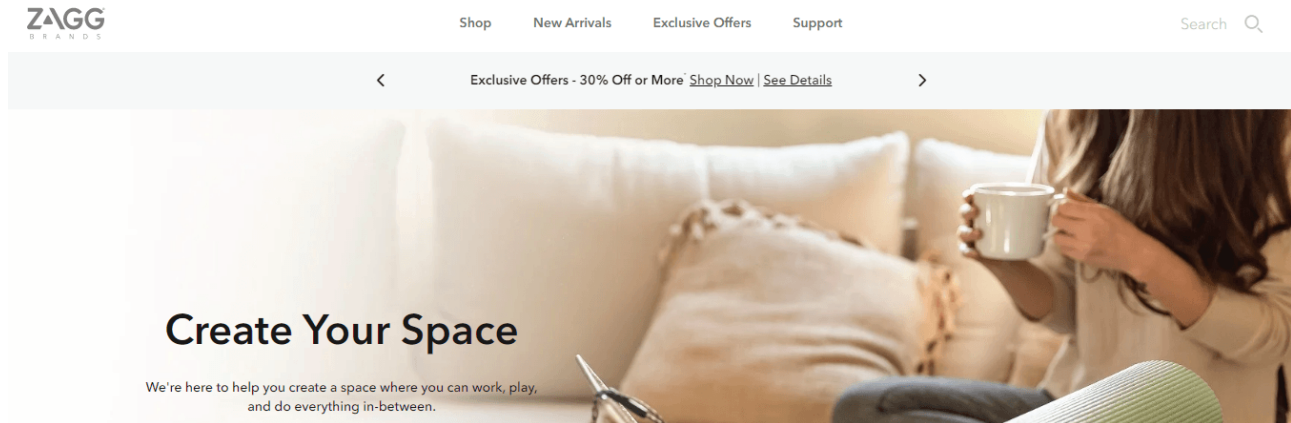 ZAGG
BRANDS
Shop New Arrivals Exclusive Offers Support
Search
Exclusive Offers - 30% Off or More Shop Now | See Details
Create Your Space
We're here to help you create a space where you can work, play,
and do everything in-between.